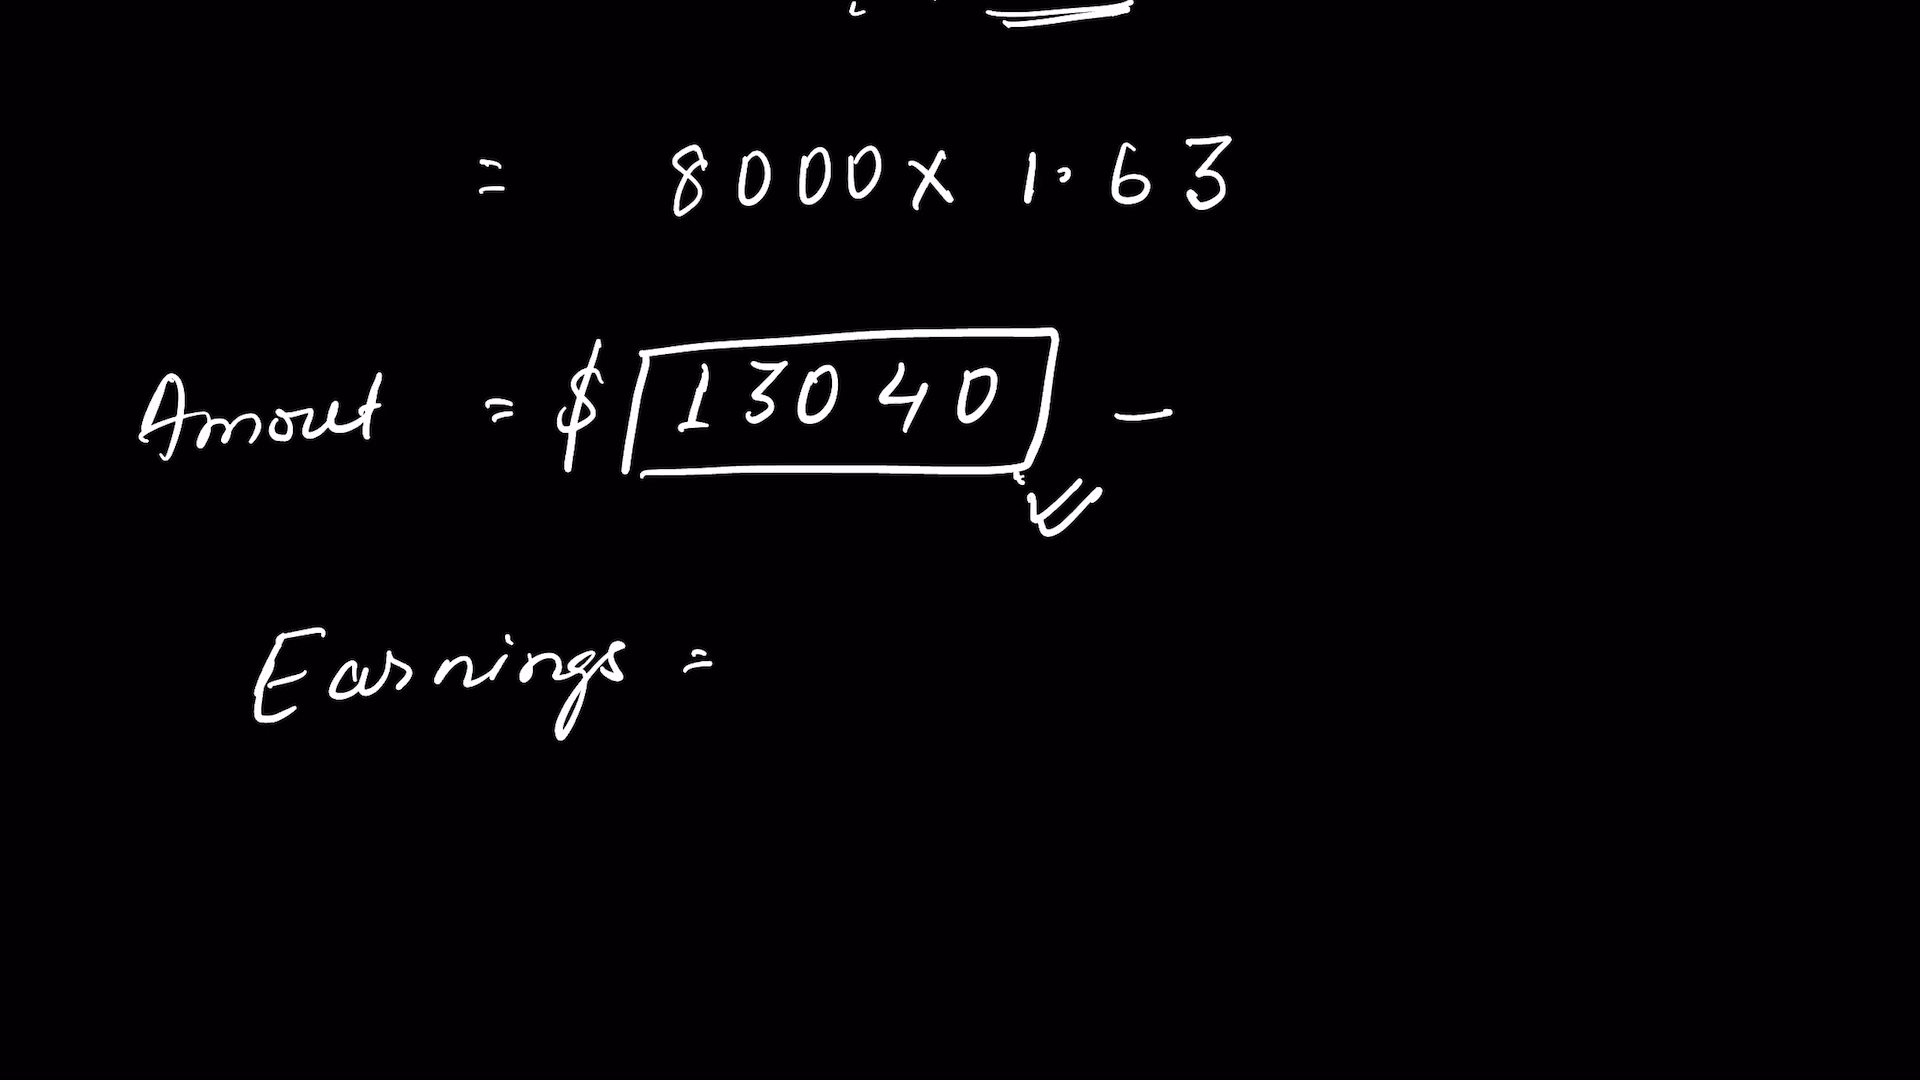 = 8000 x 1.63
Amout = $ 13040 -
Earnings =